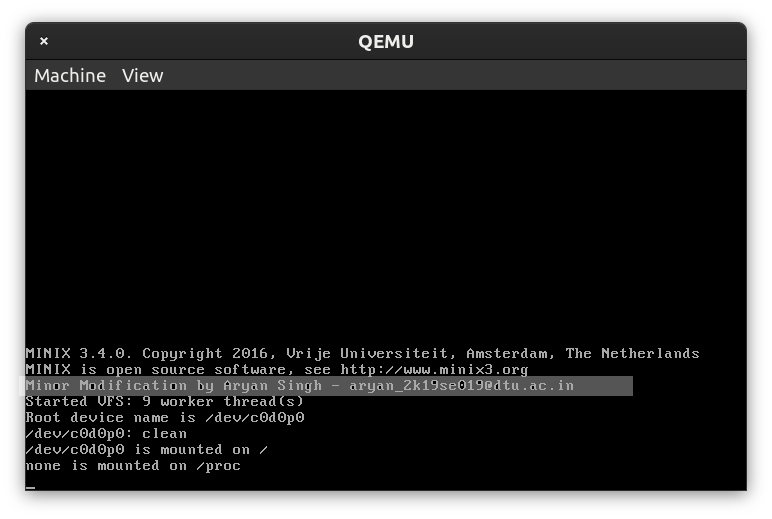 ×
QEMU
Machine View
MINIX 3.4.0. Copyright 2016, Vrije Universiteit, Amsterdam, The Netherlands
MINIX is open source software, see http://www.minix3.org
Minor Modification by Aryan Singh - aryan_2k19se019@dtu.ac.in
Started VFS: 9 worker thread(s)
Root device name is /dev/c0d0p0
/dev/c0d0p0: clean
/dev/c0d0p0 is mounted on /
none is mounted on /proc
_